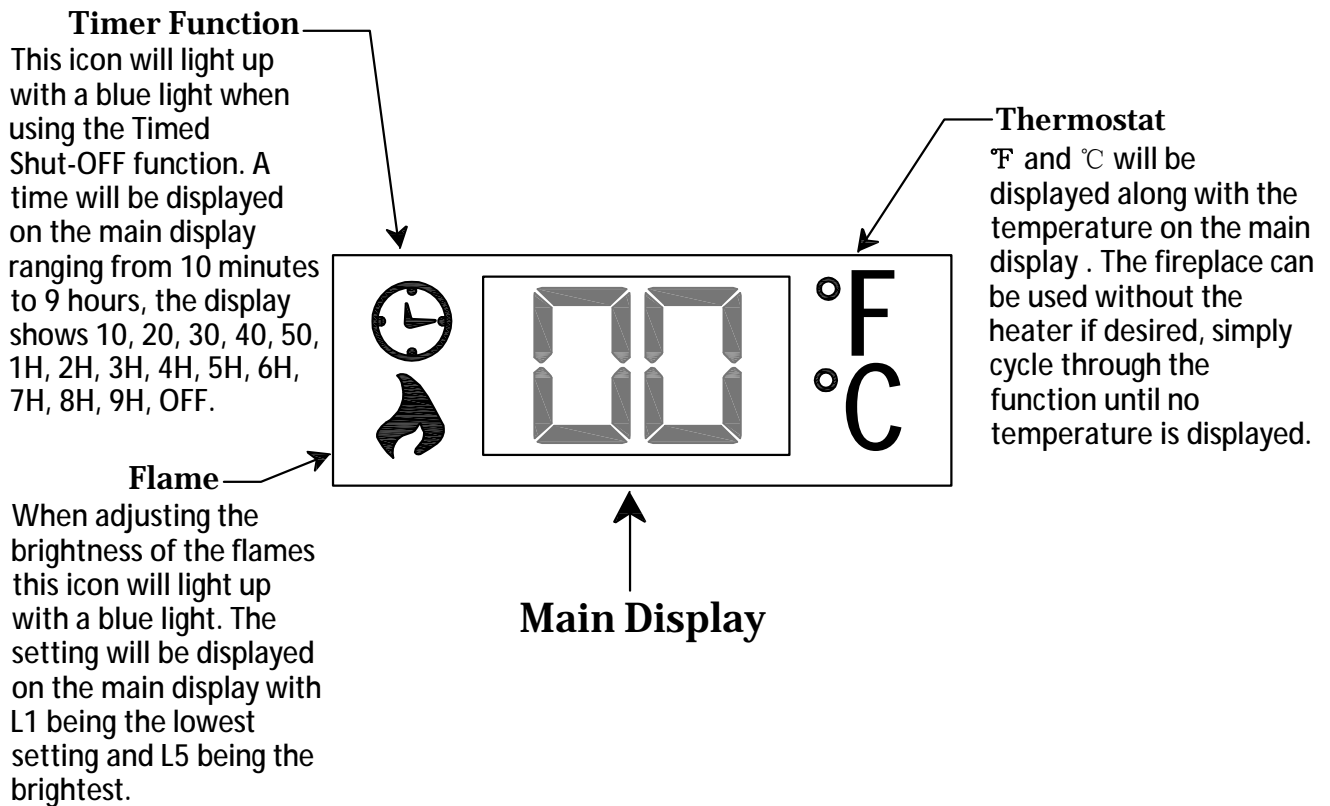 Timer Function
This icon will light up
with a blue light when
using the Timed
Shut-OFF function. A
time will be displayed
on the main display
ranging from 10 minutes
to 9 hours, the display
shows 10, 20, 30, 40, 50,
1H, 2H, 3H, 4H, 5H, 6H,
7H, 8H, 9H, OFF.
Flame
When adjusting the
brightness of the flames
this icon will light up
with a blue light. The
setting will be displayed
on the main display with
L1 being the lowest
setting and L5 being the
brightest.
00
°F
°C
Main Display
Thermostat
℉ and ℃ will be
displayed along with the
temperature on the main
display . The fireplace can
be used without the
heater if desired, simply
cycle through the
function until no
temperature is displayed.